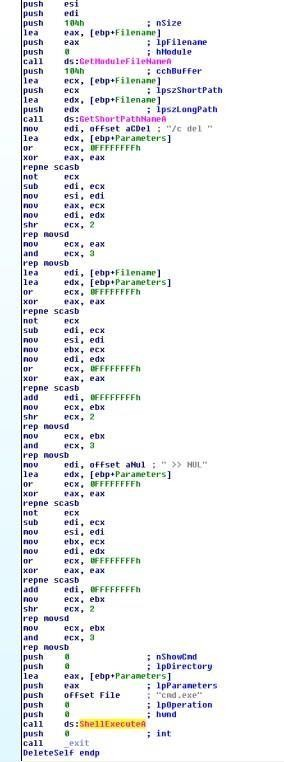 push esi
push edi
push 104h ; nSize
lea eax, [ebp+Filename]
push eax ; lpFilename
push 0 ; hModule
call ds:GetModuleFileNameA
push 104h ; cchBuffer
lea ecx, [ebp+Filename]
push ecx ; lpszShortPath
lea edx, [ebp+Filename]
push edx ; lpszLongPath
call ds:GetShortPathNameA
mov edi, offset aCDel ; "/c del "
lea edx, [ebp+Parameters]
or ecx, 0FFFFFFFFh
xor eax, eax
repne scasb
not ecx
sub edi, ecx
mov esi, edi
mov eax, ecx
mov edi, edx
shr ecx, 2
rep movsd
mov ecx, eax
and ecx, 3
rep movsb
lea edi, [ebp+Filename]
lea edx, [ebp+Parameters]
or ecx, 0FFFFFFFFh
xor eax, eax
repne scasb
not ecx
sub edi, ecx
mov esi, edi
mov ebx, ecx
mov edi, edx
or ecx, 0FFFFFFFFh
xor eax, eax
repne scasb
add edi, 0FFFFFFFFh
mov ecx, ebx
shr ecx, 2
rep movsd
mov ecx, ebx
and ecx, 3
rep movsb
mov edi, offset aNul ; " >> NUL"
lea edx, [ebp+Parameters]
or ecx, 0FFFFFFFFh
xor eax, eax
repne scasb
not ecx
sub edi, ecx
mov esi, edi
mov ebx, ecx
mov edi, edx
or ecx, 0FFFFFFFFh
xor eax, eax
repne scasb
add edi, 0FFFFFFFFh
mov ecx, ebx
shr ecx, 2
rep movsd
mov ecx, ebx
and ecx, 3
rep movsb
push 0 ; nShowCmd
push 0 ; lpDirectory
lea eax, [ebp+Parameters]
push eax ; lpParameters
push offset File ; "cmd.exe"
push 0 ; lpOperation
push 0 ; hwnd
call ds:ShellExecuteA
push 0 ; int
call _exit
DeleteSelf endp